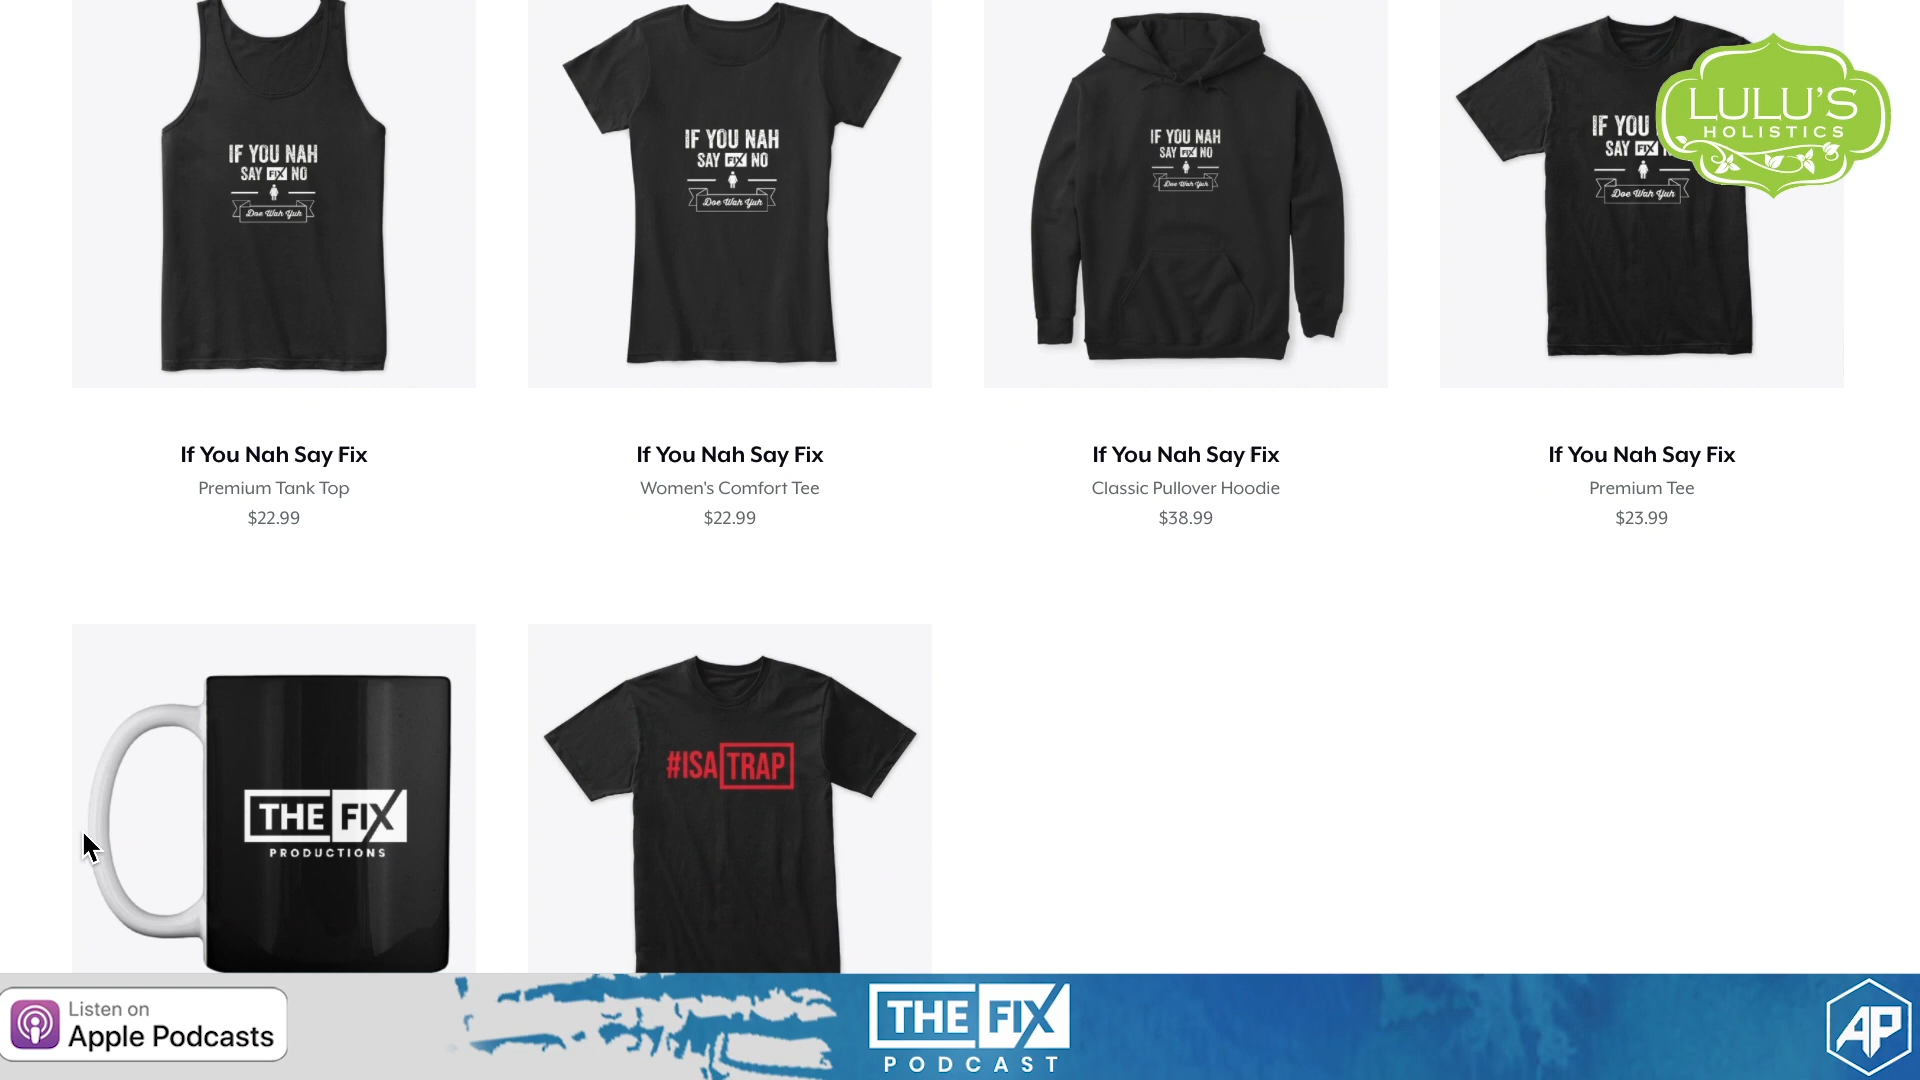 IF YOU NAH
SAY FIX NO
Doe Wah Yuh
IF YOU NAH
SAY FIX NO
Doe Wah Yuh
IF YOU NAH
SAY FIX NO
Doe Wah Yuh
IF YOU
SAY FIX
Doe Wah Yuh
LULU'S
HOLISTICS
If You Nah Say Fix
Premium Tank Top
$22.99
If You Nah Say Fix
Women's Comfort Tee
$22.99
If You Nah Say Fix
Classic Pullover Hoodie
$38.99
If You Nah Say Fix
Premium Tee
$23.99
THE FIX
PRODUCTIONS
#ISATRAP
Listen on
Apple Podcasts
THE FIX
PODCAST
AP